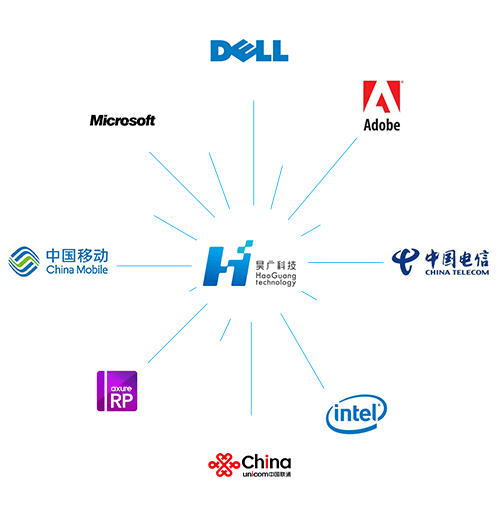 DELL
Adobe
Microsoft
中国移动
China Mobile
昊广科技
HaoGuang
technology
中国电信
CHINA TELECOM
axure
RP
intel
China
unicom中国联通